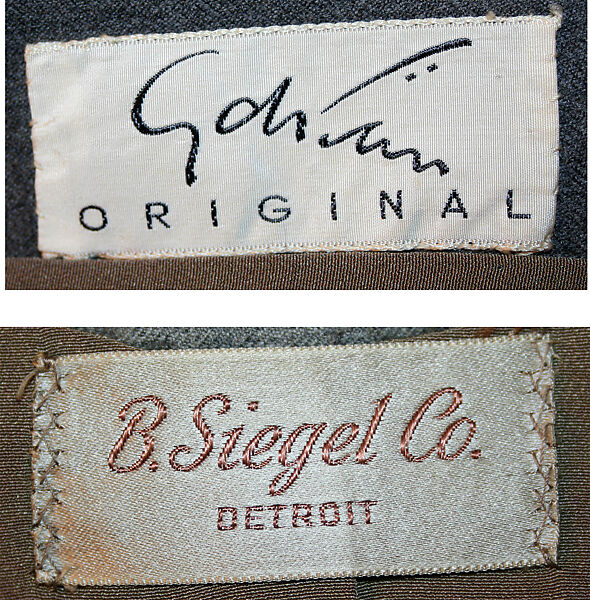 Adrian
ORIGINAL
B. Siegel Co.
DETROIT